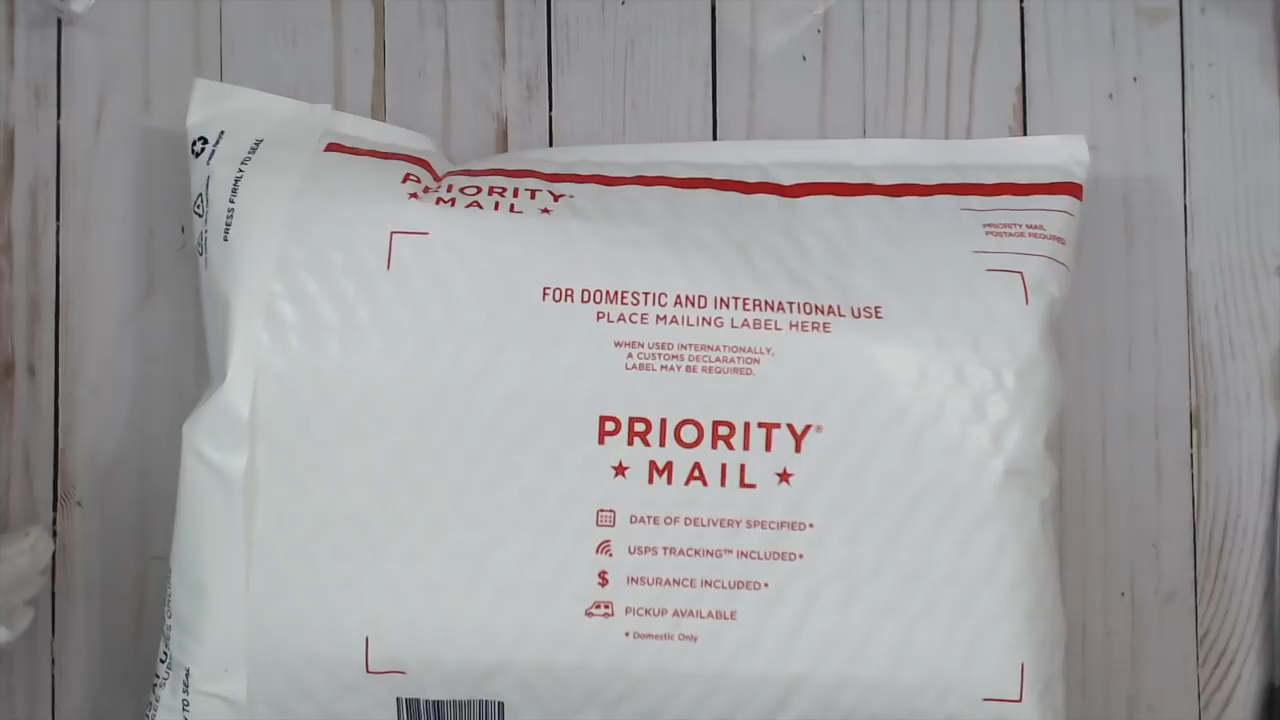 PRESS FIRMLY TO SEAL
PRIORITY
★ MAIL ★
PRIORITY MAIL
POSTAGE REQUIRED
FOR DOMESTIC AND INTERNATIONAL USE
PLACE MAILING LABEL HERE
WHEN USED INTERNATIONALLY,
A CUSTOMS DECLARATION
LABEL MAY BE REQUIRED.
PRIORITY®
★ MAIL ★
DATE OF DELIVERY SPECIFIED*
USPS TRACKING™ INCLUDED*
$ INSURANCE INCLUDED*
PICKUP AVAILABLE
* Domestic Only
TO SEAL